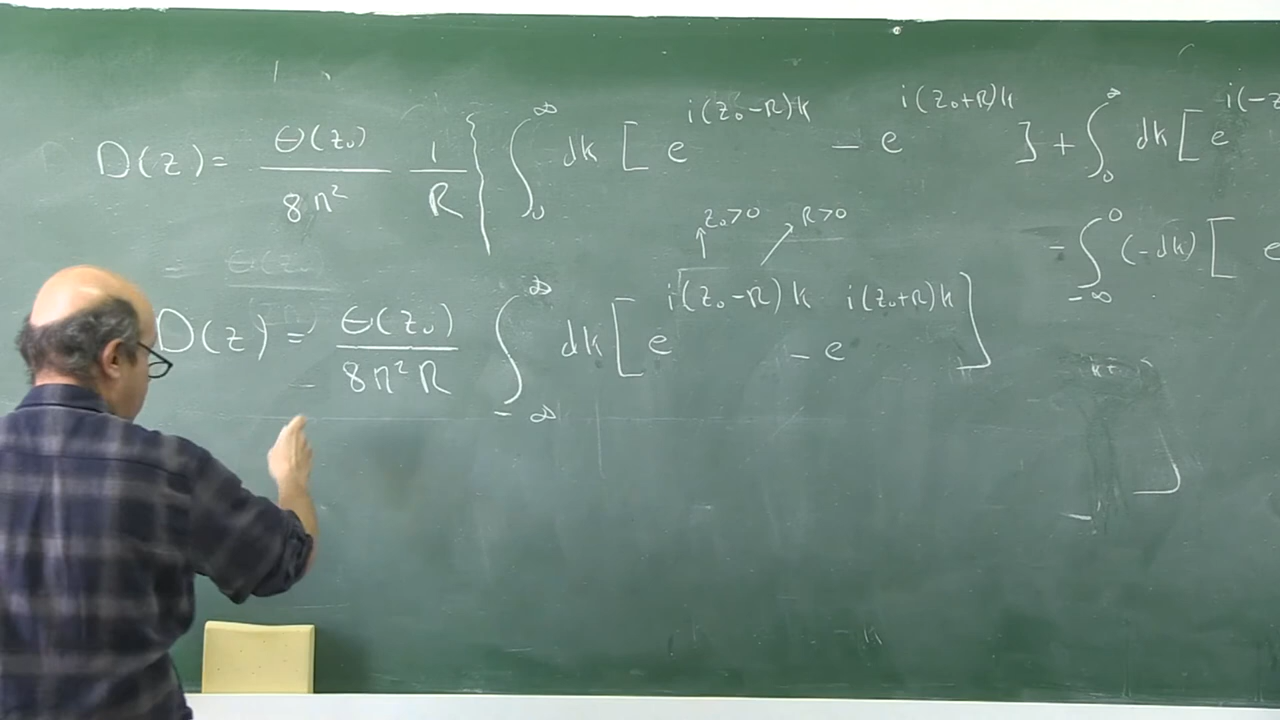 D(z) = θ(z₀)/8π² 1/R { ∫₀^∞ dk [ e^{i(z₀-R)k} - e^{i(z₀+R)k} ] + ∫₀^∞ dk [ e^{i(-z
z₀>0 R>0
- ∫_{-∞}^0 (-dk) [ e
D(z) = θ(z₀)/8π²R ∫_{-∞}^∞ dk [ e^{i(z₀-R)k} - e^{i(z₀+R)k} ]